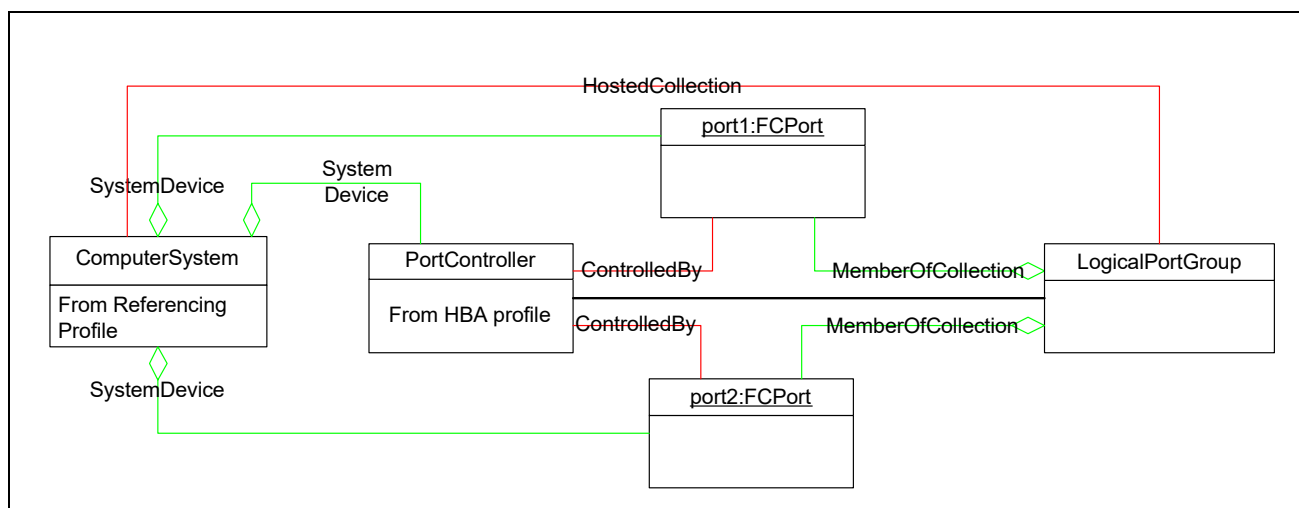 HostedCollection
port1:FCPort
SystemDevice
System
Device
ComputerSystem
From Referencing
Profile
PortController
From HBA profile
ControlledBy
MemberOfCollection
LogicalPortGroup
ControlledBy
MemberOfCollection
SystemDevice
port2:FCPort